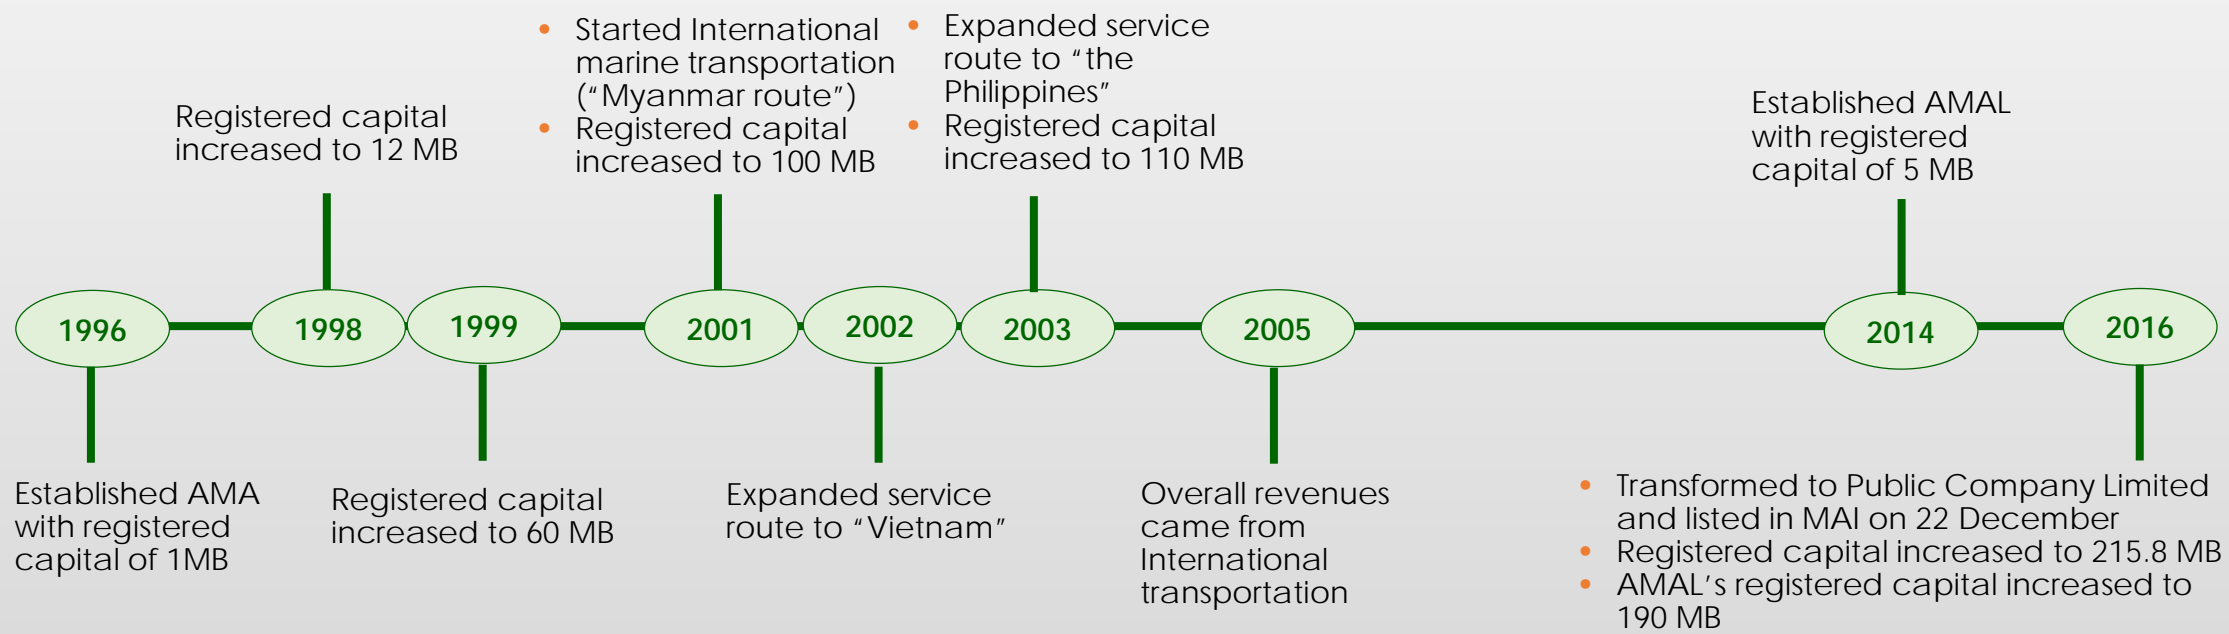 Registered capital
increased to 12 MB
• Started International
marine transportation
(“Myanmar route”)
• Registered capital
increased to 100 MB
• Expanded service
route to “the
Philippines”
• Registered capital
increased to 110 MB
Established AMAL
with registered
capital of 5 MB
1996
1998
1999
2001
2002
2003
2005
2014
2016
Established AMA
with registered
capital of 1MB
Registered capital
increased to 60 MB
Expanded service
route to “Vietnam”
Overall revenues
came from
International
transportation
• Transformed to Public Company Limited
and listed in MAI on 22 December
• Registered capital increased to 215.8 MB
• AMAL’s registered capital increased to
190 MB